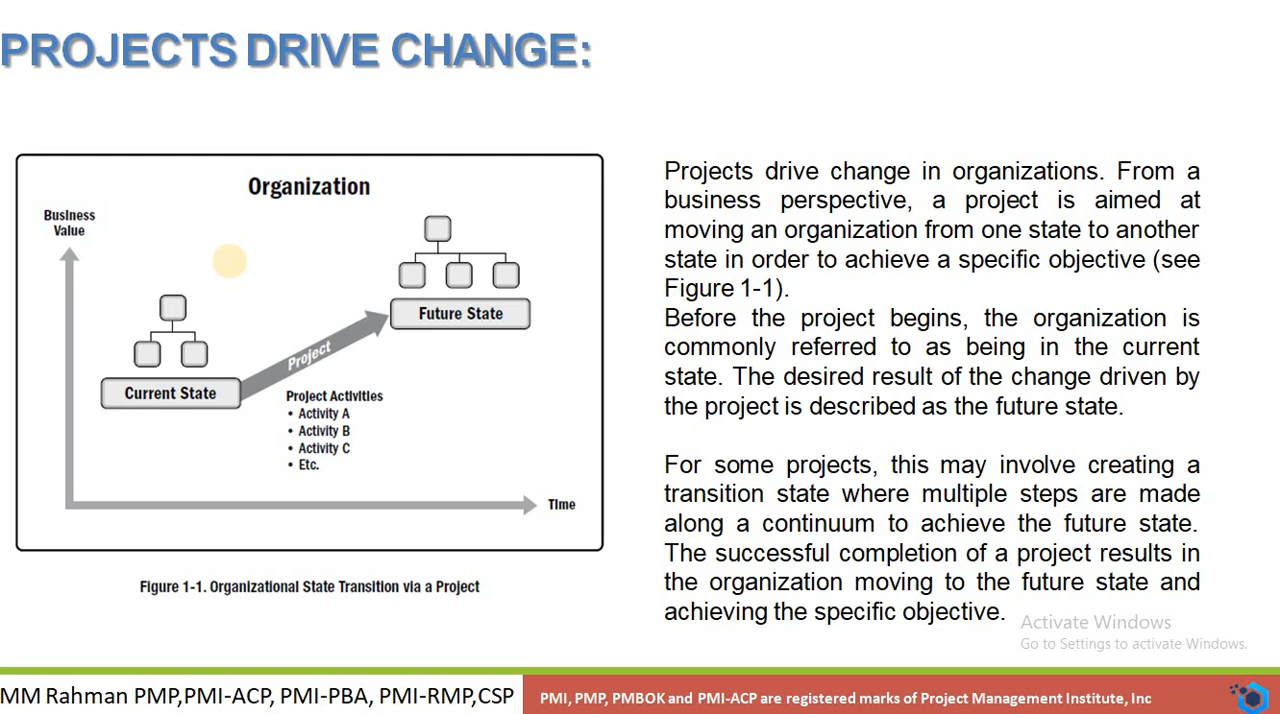 PROJECTS DRIVE CHANGE:
Organization
Business
Value
Future State
Project
Current State
Project Activities
• Activity A
• Activity B
• Activity C
• Etc.
Time
Figure 1-1. Organizational State Transition via a Project
Projects drive change in organizations. From a
business perspective, a project is aimed at
moving an organization from one state to another
state in order to achieve a specific objective (see
Figure 1-1).
Before the project begins, the organization is
commonly referred to as being in the current
state. The desired result of the change driven by
the project is described as the future state.
For some projects, this may involve creating a
transition state where multiple steps are made
along a continuum to achieve the future state.
The successful completion of a project results in
the organization moving to the future state and
achieving the specific objective.
Activate Windows
Go to Settings to activate Windows.
MM Rahman PMP,PMI-ACP, PMI-PBA, PMI-RMP,CSP
PMI, PMP, PMBOK and PMI-ACP are registered marks of Project Management Institute, Inc